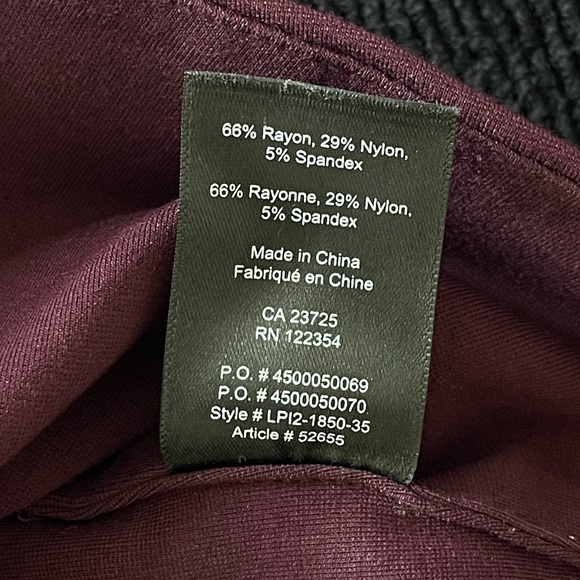 66% Rayon, 29% Nylon,
5% Spandex
66% Rayonne, 29% Nylon,
5% Spandex
Made in China
Fabriqué en Chine
CA 23725
RN 122354
P.O. # 4500050069
P.O. # 4500050070
Style # LPI2-1850-35
Article # 52655